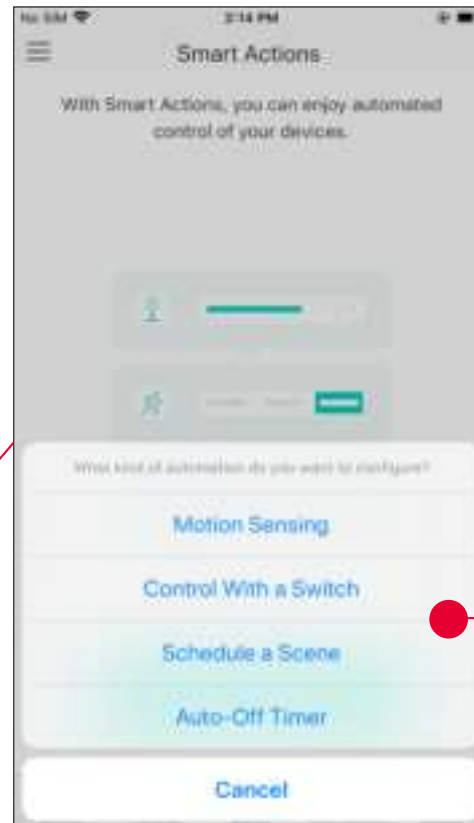 No SIM 2:14 PM
Smart Actions
With Smart Actions, you can enjoy automated
control of your devices.
What kind of automation do you want to configure?
Motion Sensing
Control With a Switch
Schedule a Scene
Auto-Off Timer
Cancel